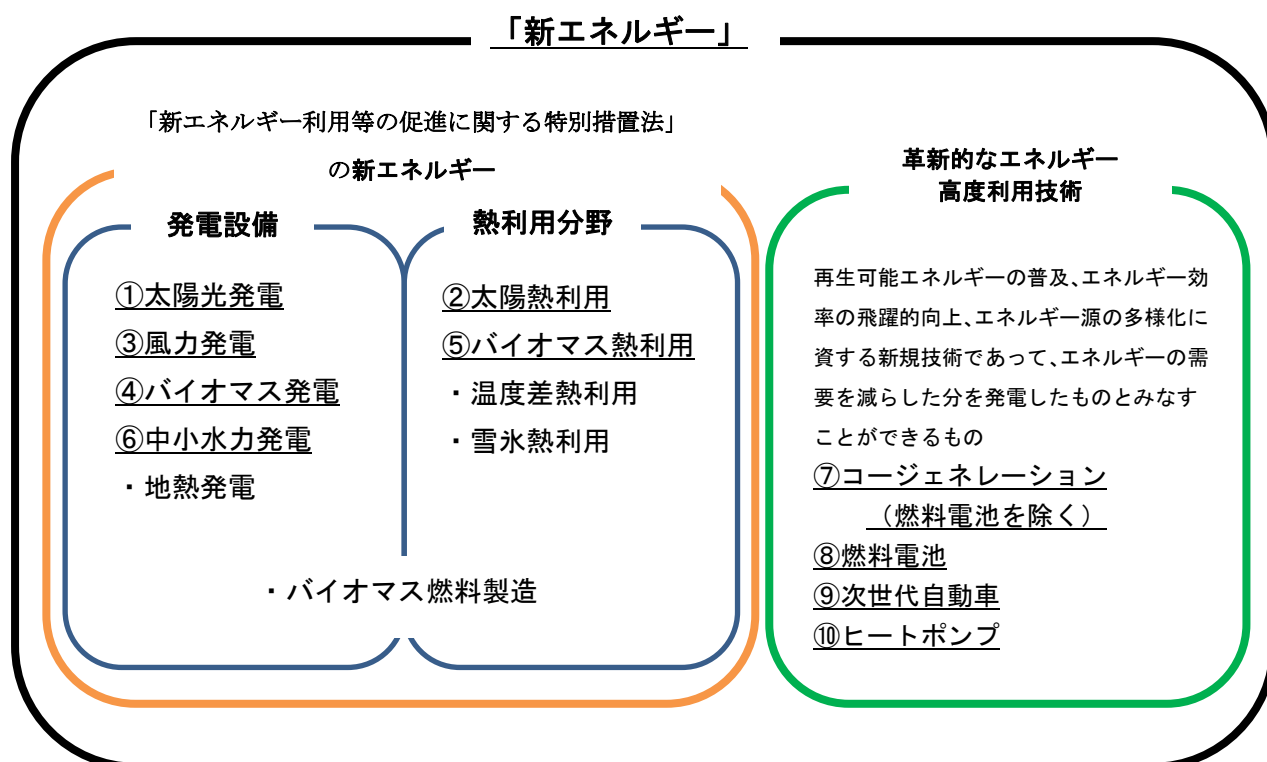 「新エネルギー」
「新エネルギー利用等の促進に関する特別措置法」
の新エネルギー
発電設備
①太陽光発電
③風力発電
④バイオマス発電
⑥中小水力発電
・地熱発電
熱利用分野
②太陽熱利用
⑤バイオマス熱利用
・温度差熱利用
・雪氷熱利用
・バイオマス燃料製造
革新的なエネルギー
高度利用技術
再生可能エネルギーの普及、エネルギー効
率の飛躍的向上、エネルギー源の多様化に
資する新規技術であって、エネルギーの需
要を減らした分を発電したものとみなす
ことができるもの
⑦コージェネレーション
（燃料電池を除く）
⑧燃料電池
⑨次世代自動車
⑩ヒートポンプ